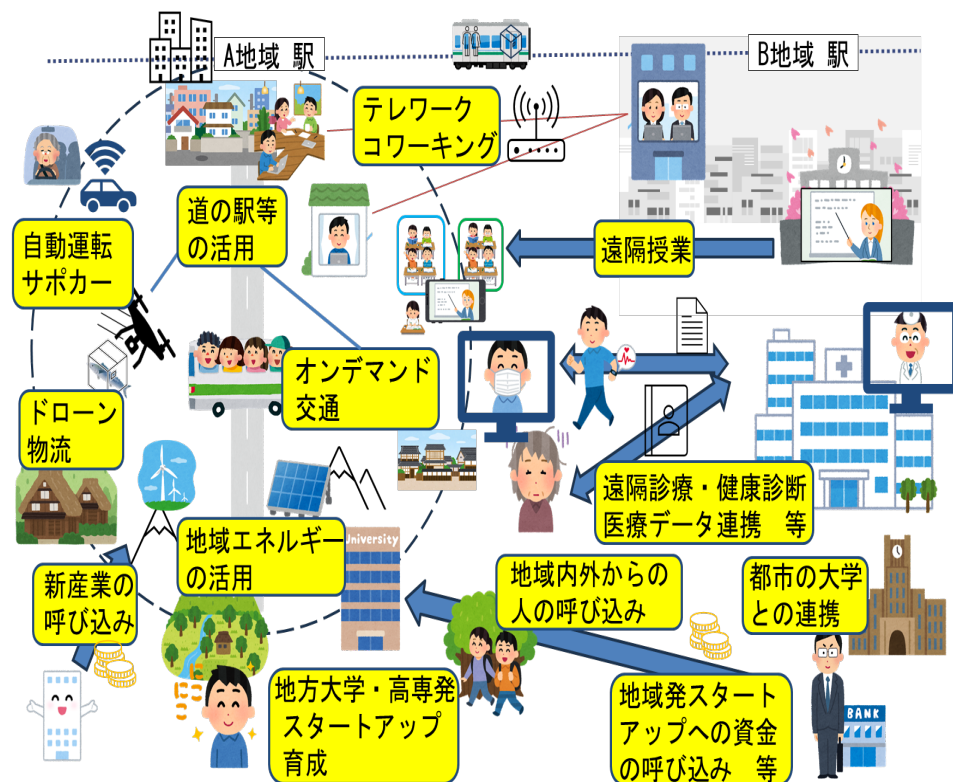 A地域 駅
B地域 駅
テレワーク
コワーキング
道の駅等
の活用
自動運転
サポカー
遠隔授業
オンデマンド
交通
ドローン
物流
遠隔診療・健康診断
医療データ連携 等
地域エネルギー
の活用
University
新産業の
呼び込み
地域内外からの
人の呼び込み
都市の大学
との連携
にこ
にこ
地方大学・高専発
スタートアップ
育成
地域発スタート
アップへの資金
の呼び込み 等
BANK